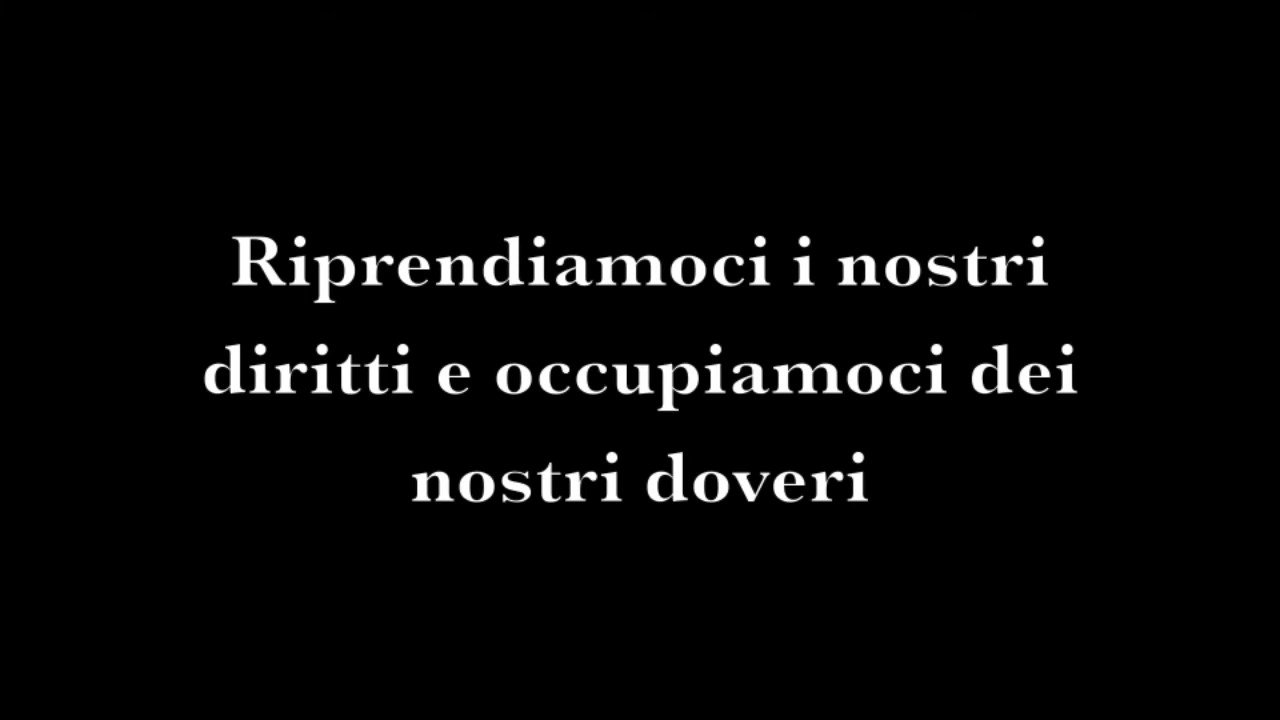 Riprendiamoci i nostri
diritti e occupiamoci dei
nostri doveri